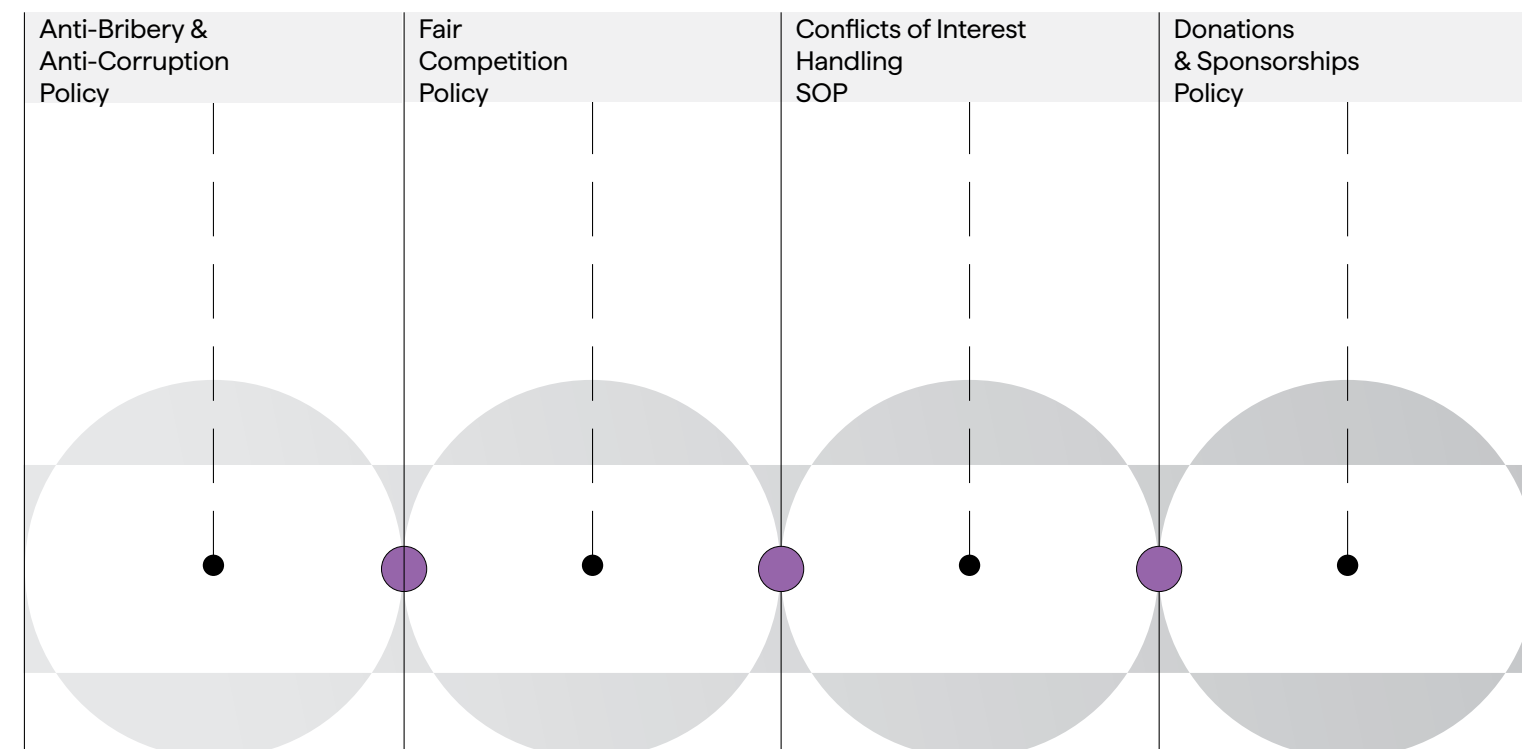 Anti-Bribery &
Anti-Corruption
Policy
Fair
Competition
Policy
Conflicts of Interest
Handling
SOP
Donations
& Sponsorships
Policy